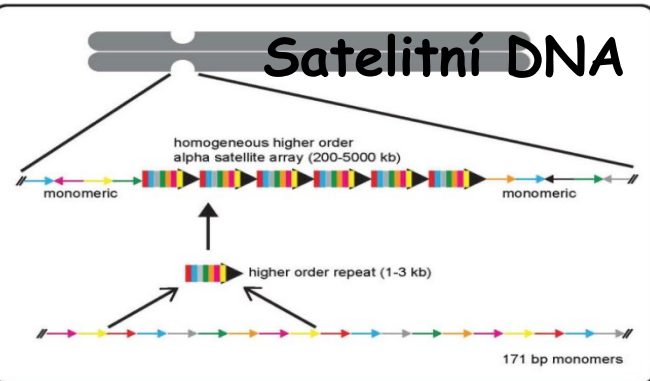 Satelitní DNA
homogeneous higher order
alpha satellite array (200-5000 kb)
monomeric
monomeric
higher order repeat (1-3 kb)
171 bp monomers